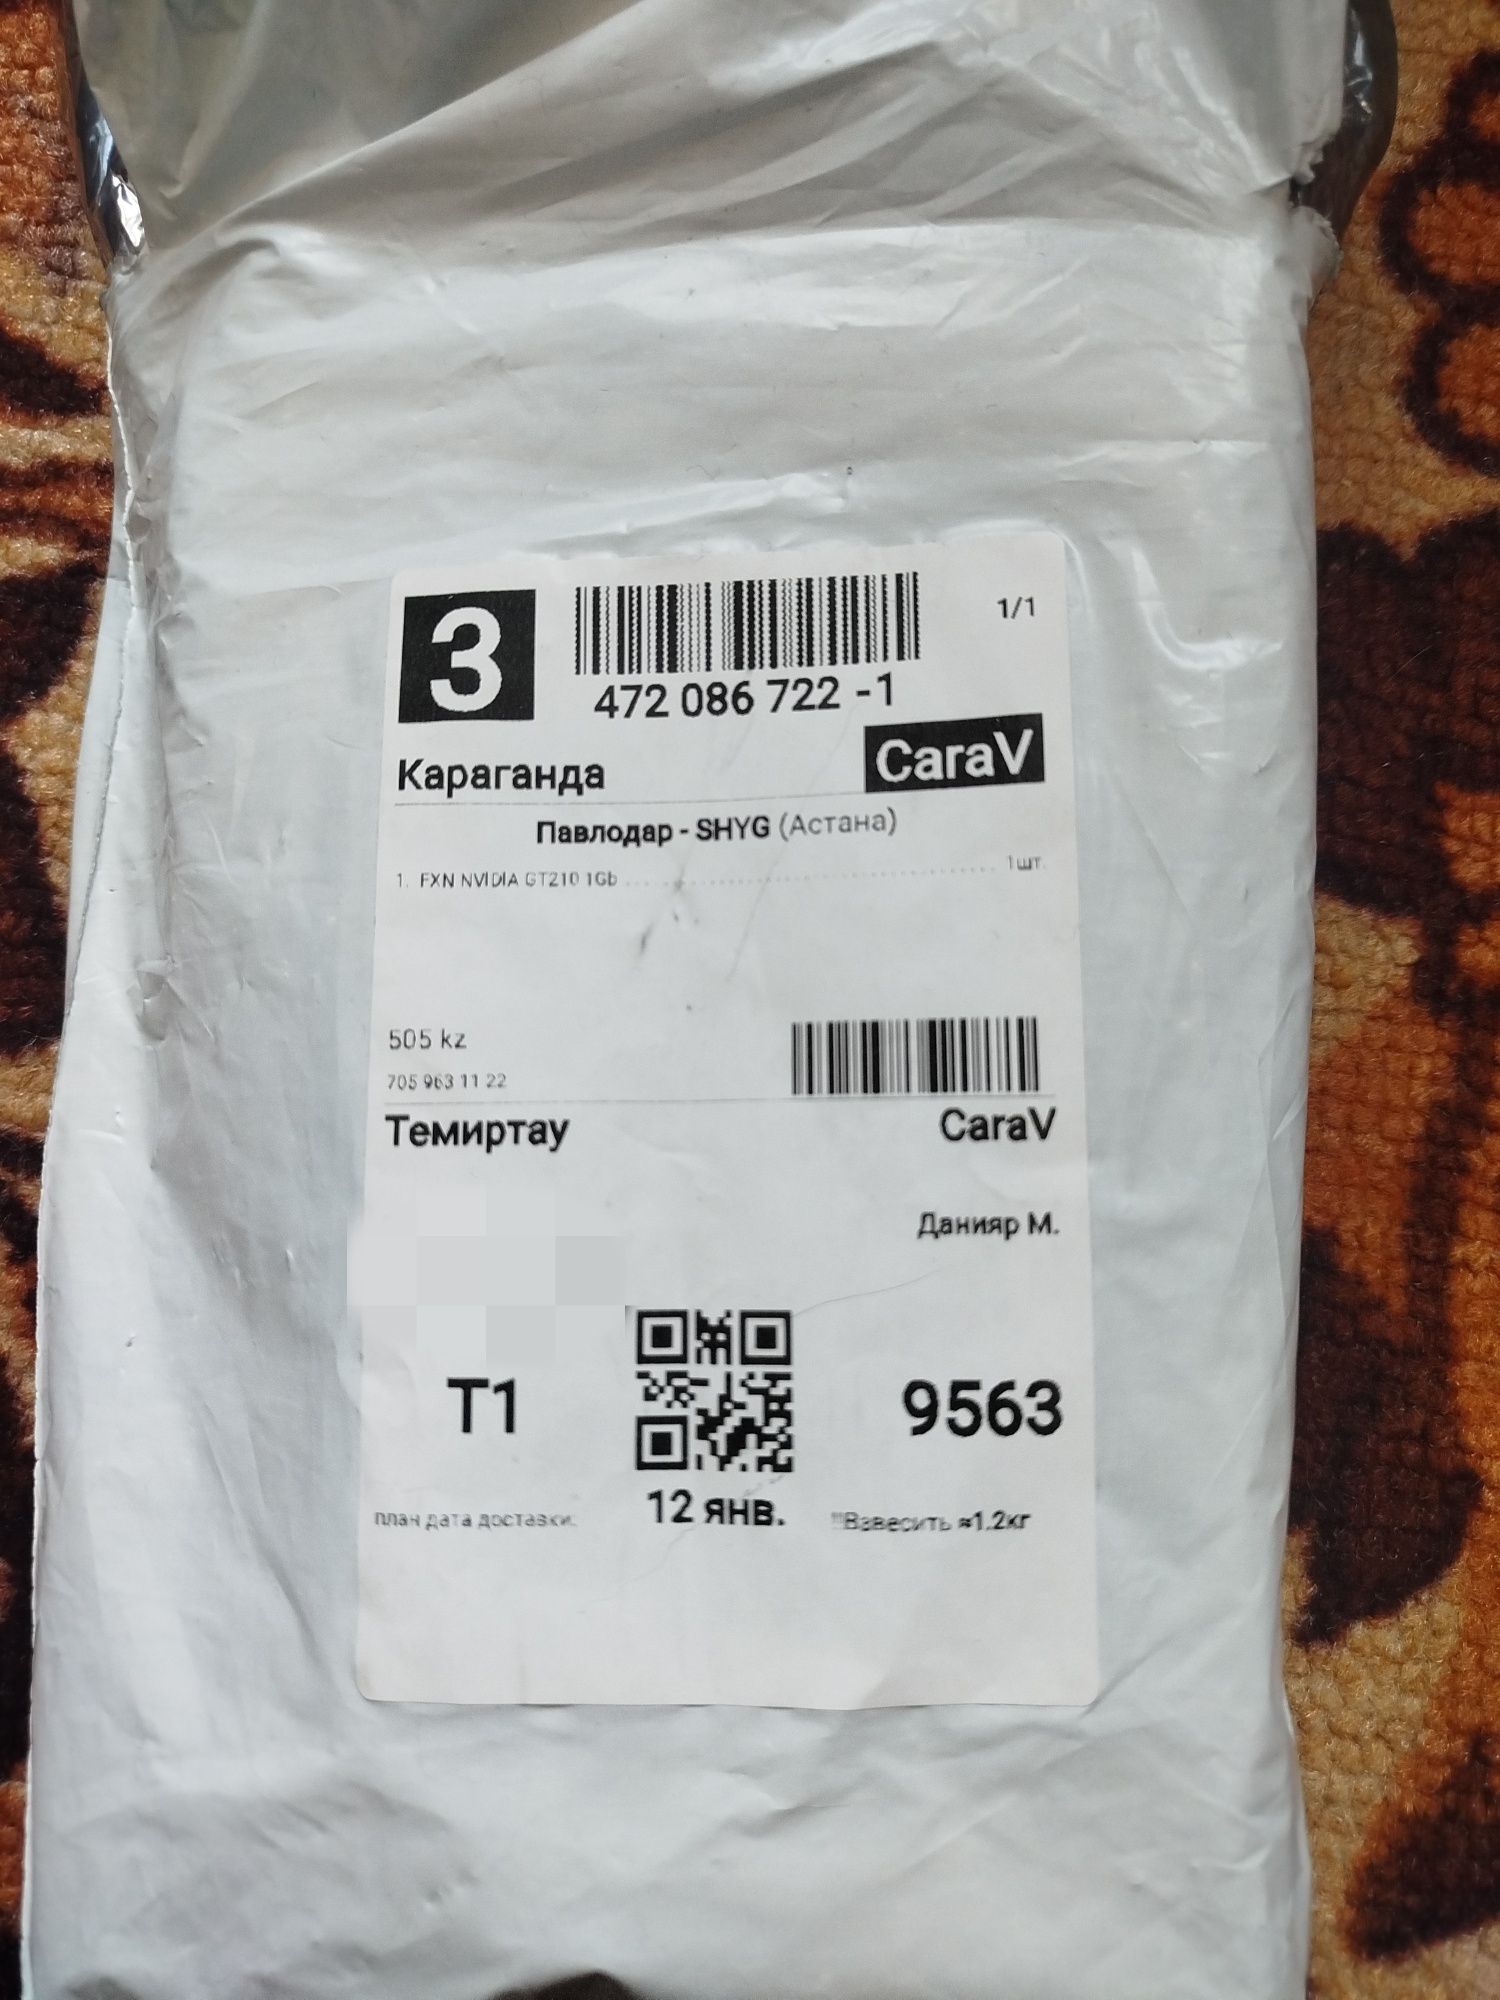 3
1/1
472 086 722 -1
Караганда CaraV
Павлодар - SHYG (Астана)
1. FXN NVIDIA GT210 1Gb 1шт.
505 kz
705 963 11 22
Темиртау CaraV
Данияр М.
T1 9563
план дата доставки: 12 янв. !!Взвесить ≈1.2кг